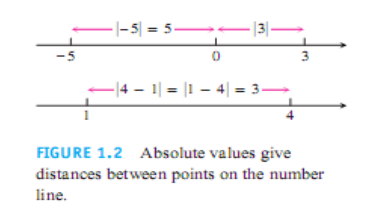 |−5| = 5 |3|
−5 0 3
|4 − 1| = |1 − 4| = 3
1 4
FIGURE 1.2 Absolute values give
distances between points on the number
line.